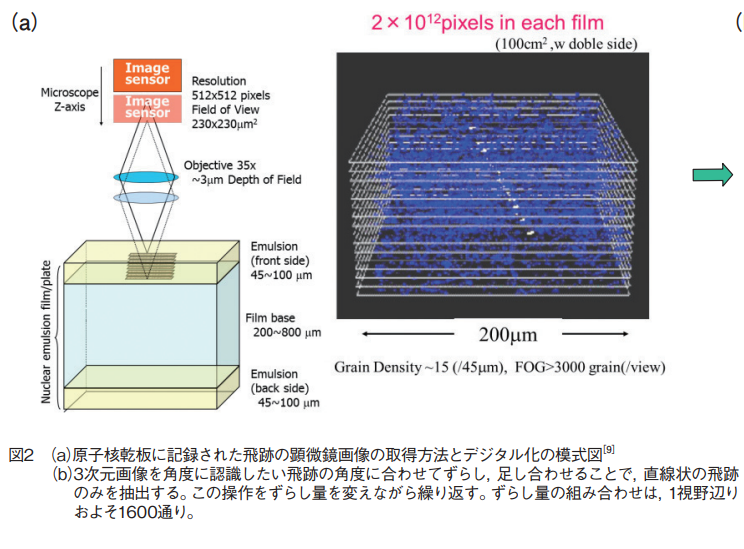 (a)
2×10¹²pixels in each film
(100cm² ,w doble side)
(
Microscope
Z-axis
Image
sensor
Image
sensor
Resolution
512x512 pixels
Field of View
230x230μm²
Objective 35x
~3μm Depth of Field
Nuclear emulsion film/plate
Emulsion
(front side)
45~100 μm
Film base
200~800 μm
Emulsion
(back side)
45~100 μm
200μm
Grain Density ~15 (/45μm), FOG>3000 grain(/view)
図2 (a)原子核乾板に記録された飛跡の顕微鏡画像の取得方法とデジタル化の模式図[9]
(b)3次元画像を角度に認識したい飛跡の角度に合わせてずらし, 足し合わせることで, 直線状の飛跡
のみを抽出する。この操作をずらし量を変えながら繰り返す。ずらし量の組み合わせは, 1視野辺り
おおよそ1600通り。